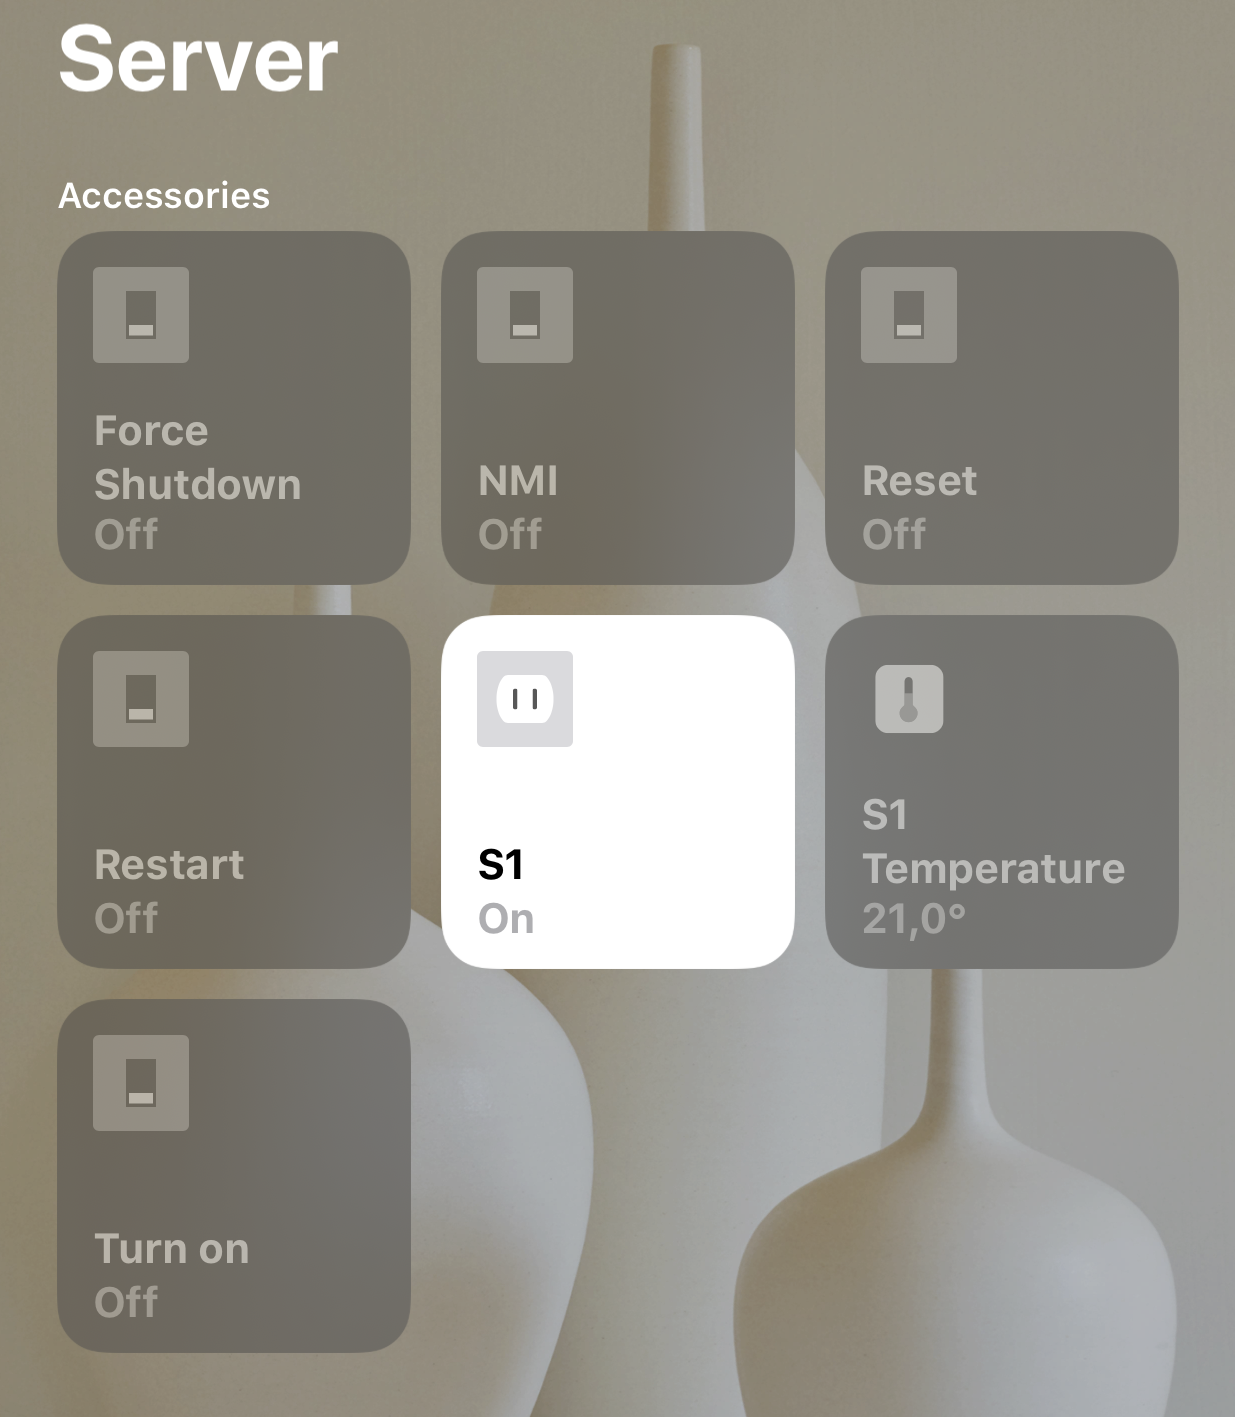 Server
Accessories
Force
Shutdown
Off
NMI
Off
Reset
Off
Restart
Off
S1
On
S1
Temperature
21,0°
Turn on
Off